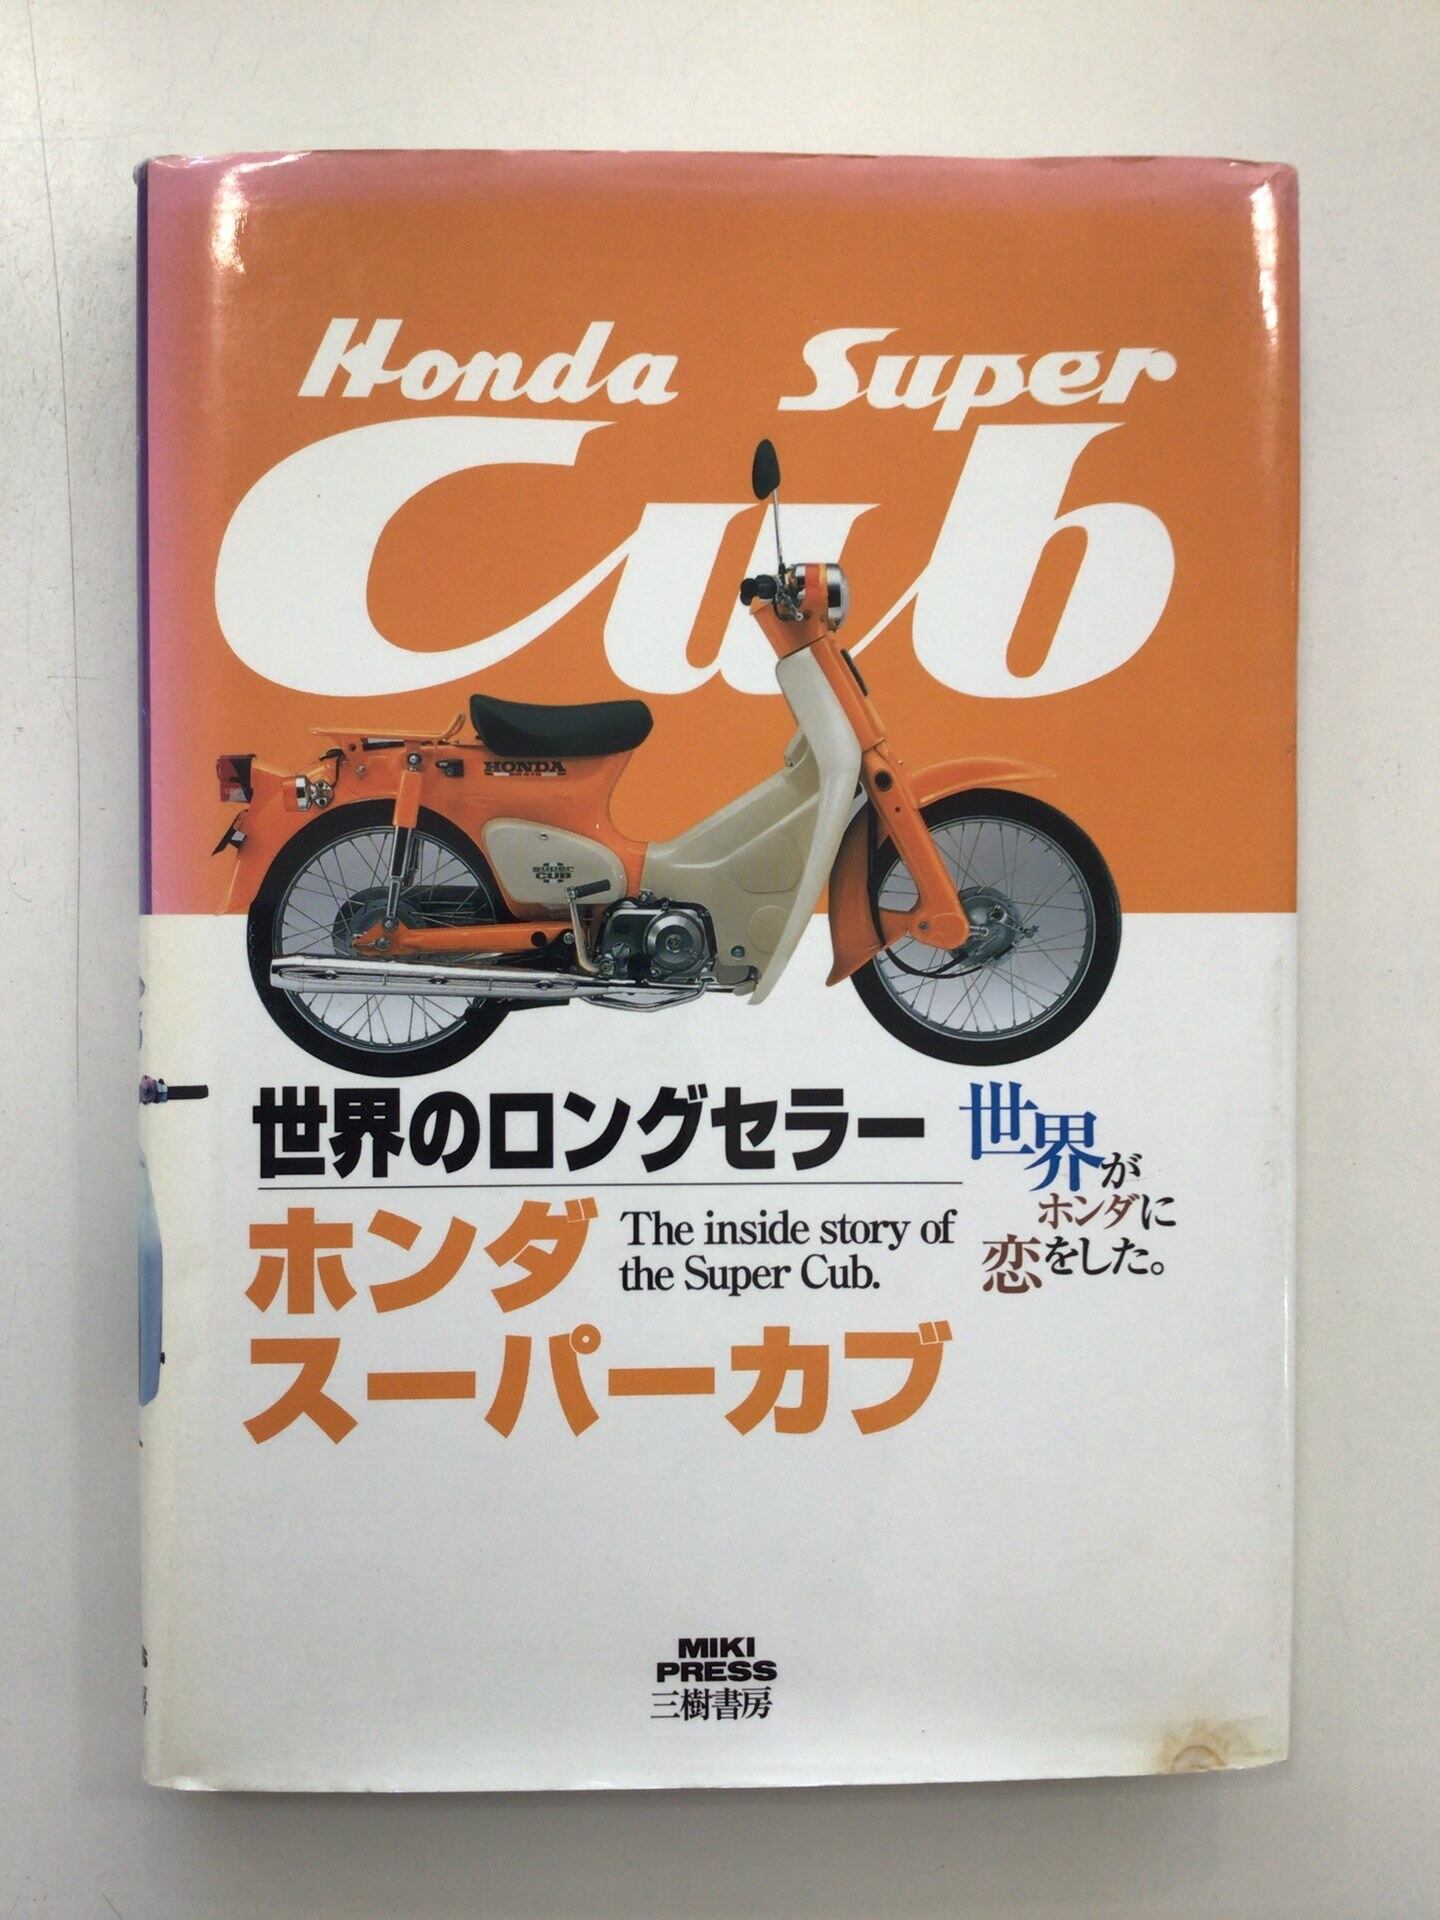 Honda Super
Cub
HONDA
super
CUB
世界のロングセラー
ホンダ
The inside story of
the Super Cub.
スーパーカブ
世界が
ホンダに
恋をした。
MIKI
PRESS
三樹書房